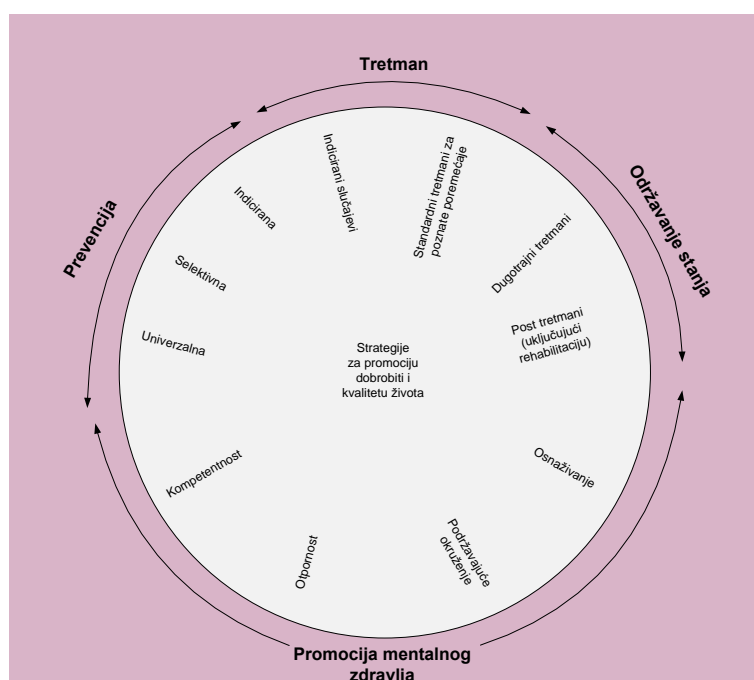 Tretman
Prevencija
Održavanje stanja
Indicirani slučajevi
Standardni tretmani za
poznate poremećaje
Indicirana
Dugotrajni tretmani
Selektivna
Post tretmani
(uključujući
rehabilitaciju)
Univerzalna
Strategije
za promociju
dobrobiti i
kvalitetu života
Kompetentnost
Osnaživanje
Otpornost
Podržavajuće
okruženje
Promocija mentalnog
zdravlja